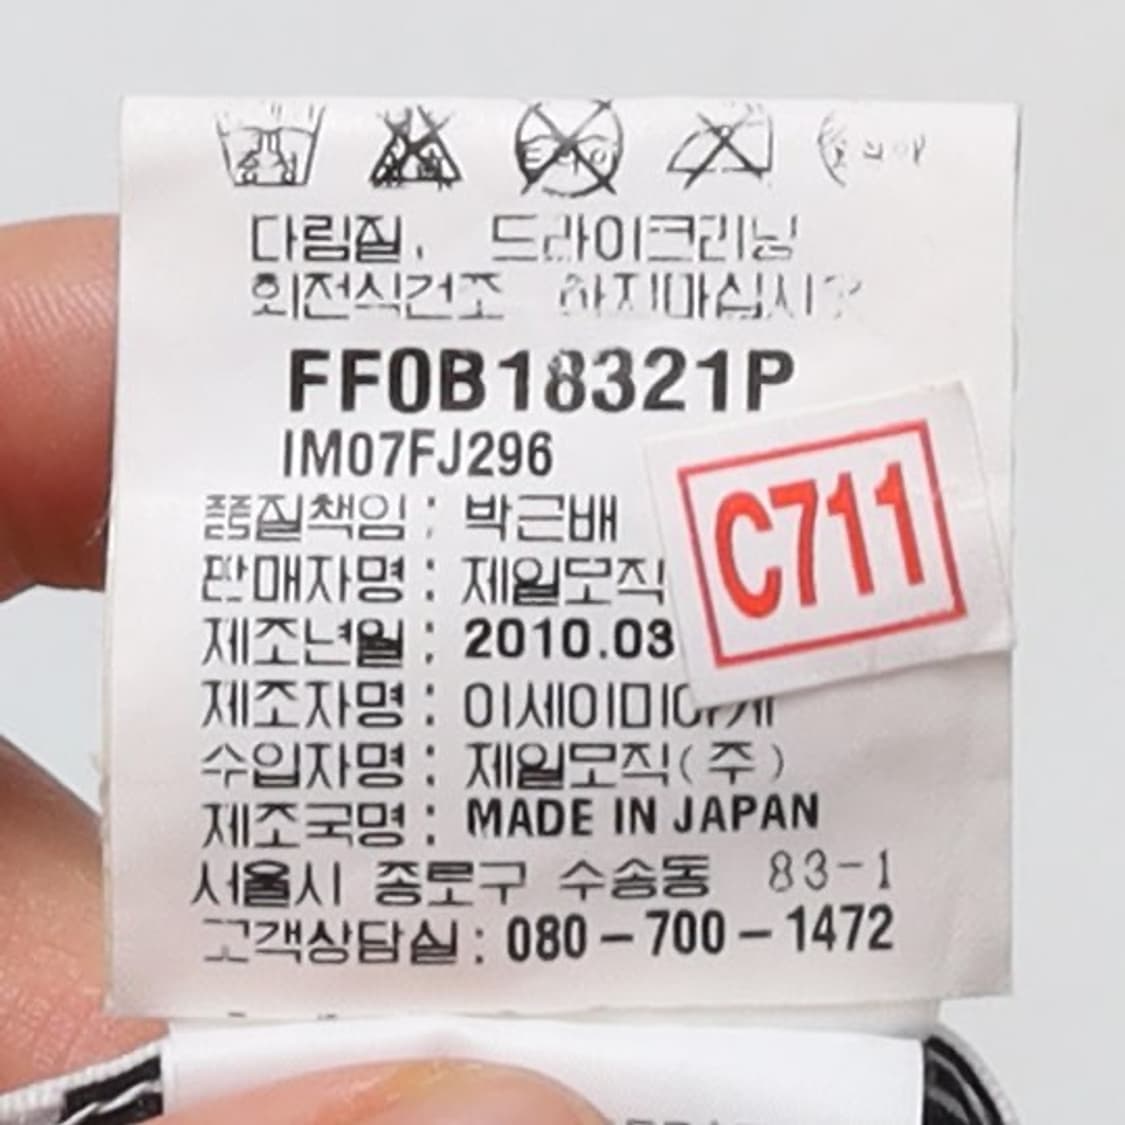 중성
다림질, 드라이크리닝
회전식건조 하지마십시오
FF0B18321P
IM07FJ296
품질책임 : 박근배
C711
판매자명 : 제일모직
제조년월 : 2010.03
제조자명 : 이세이미야케
수입자명 : 제일모직(주)
제조국명 : MADE IN JAPAN
서울시 종로구 수송동 83-1
고객상담실 : 080-700-1472